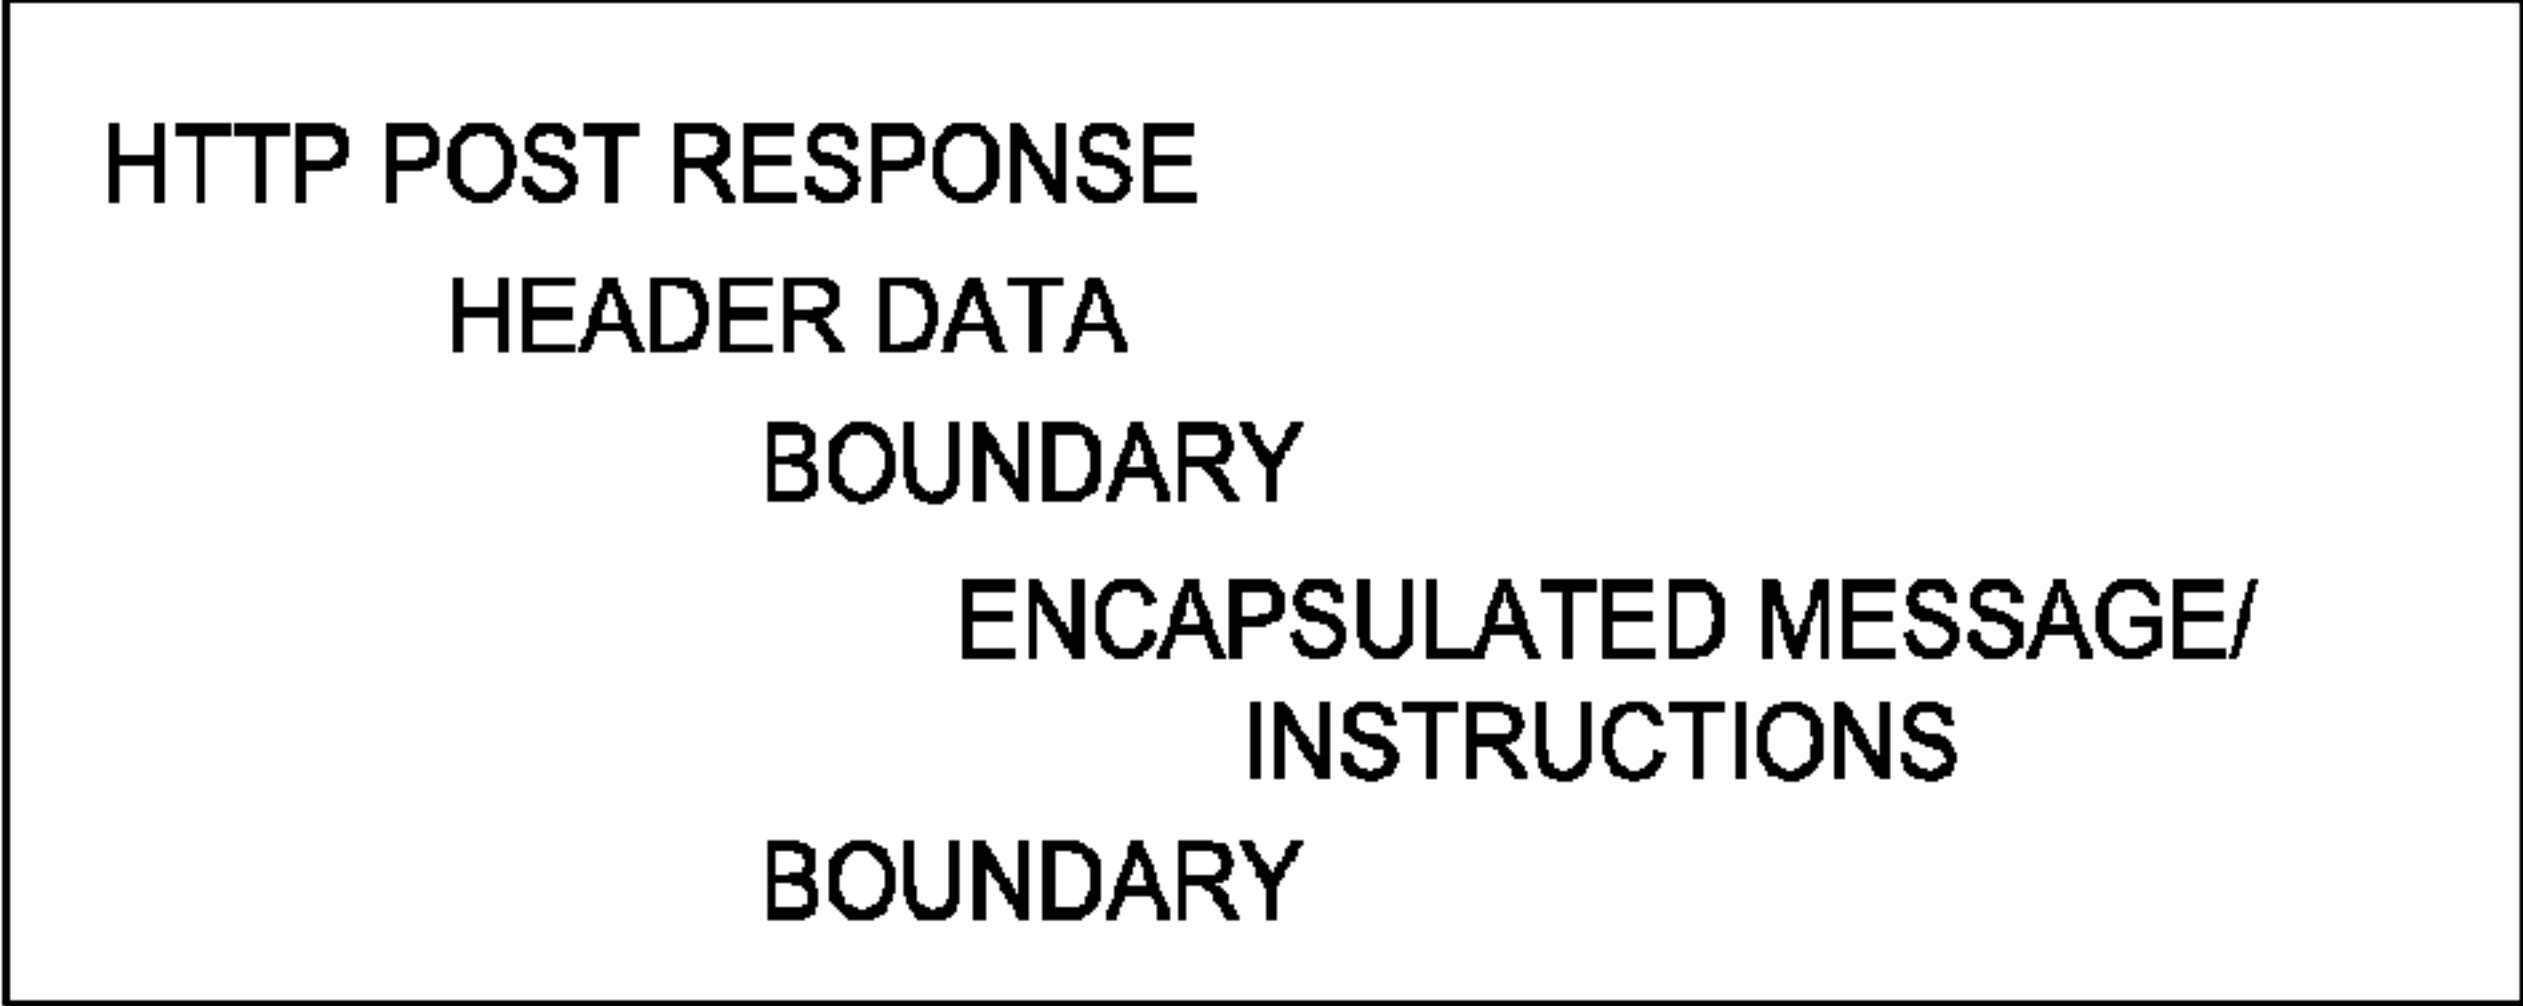 HTTP POST RESPONSE
HEADER DATA
BOUNDARY
ENCAPSULATED MESSAGE/
INSTRUCTIONS
BOUNDARY